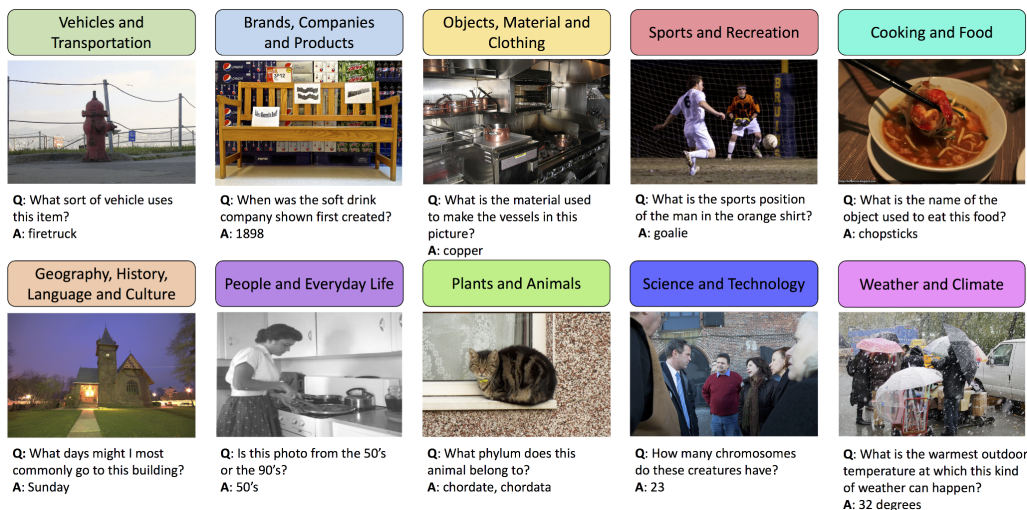 Vehicles and
Transportation
Brands, Companies
and Products
Objects, Material and
Clothing
Sports and Recreation
Cooking and Food
Q: What sort of vehicle uses
this item?
A: firetruck
Q: When was the soft drink
company shown first created?
A: 1898
Q: What is the material used
to make the vessels in this
picture?
A: copper
Q: What is the sports position
of the man in the orange shirt?
A: goalie
Q: What is the name of the
object used to eat this food?
A: chopsticks
Geography, History,
Language and Culture
People and Everyday Life
Plants and Animals
Science and Technology
Weather and Climate
Q: What days might I most
commonly go to this building?
A: Sunday
Q: Is this photo from the 50’s
or the 90’s?
A: 50’s
Q: What phylum does this
animal belong to?
A: chordate, chordata
Q: How many chromosomes
do these creatures have?
A: 23
Q: What is the warmest outdoor
temperature at which this kind
of weather can happen?
A: 32 degrees